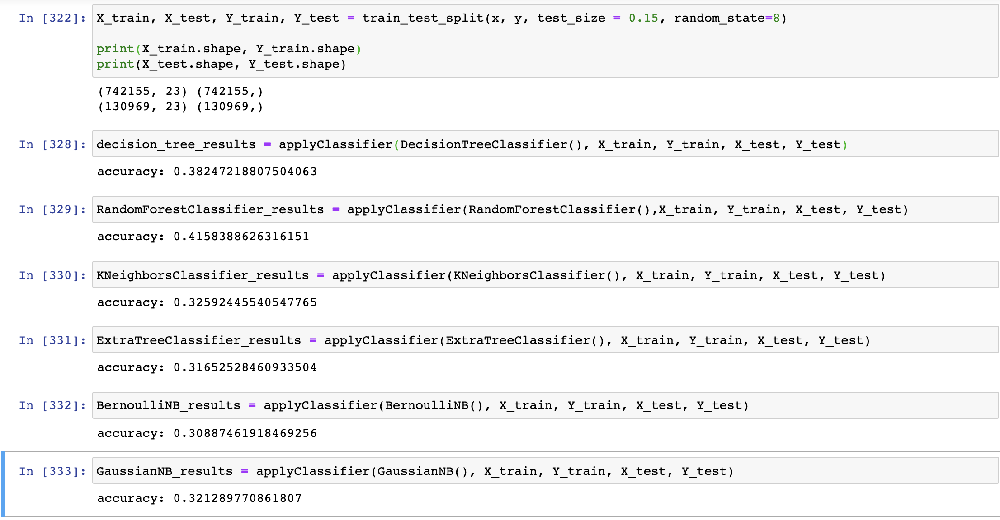 In [322]: X_train, X_test, Y_train, Y_test = train_test_split(x, y, test_size = 0.15, random_state=8)
print(X_train.shape, Y_train.shape)
print(X_test.shape, Y_test.shape)
(742155, 23) (742155,)
(130969, 23) (130969,)
In [328]: decision_tree_results = applyClassifier(DecisionTreeClassifier(), X_train, Y_train, X_test, Y_test)
accuracy: 0.38247218807504063
In [329]: RandomForestClassifier_results = applyClassifier(RandomForestClassifier(),X_train, Y_train, X_test, Y_test)
accuracy: 0.4158388626316151
In [330]: KNeighborsClassifier_results = applyClassifier(KNeighborsClassifier(), X_train, Y_train, X_test, Y_test)
accuracy: 0.32592445540547765
In [331]: ExtraTreeClassifier_results = applyClassifier(ExtraTreeClassifier(), X_train, Y_train, X_test, Y_test)
accuracy: 0.31652528460933504
In [332]: BernoulliNB_results = applyClassifier(BernoulliNB(), X_train, Y_train, X_test, Y_test)
accuracy: 0.30887461918469256
In [333]: GaussianNB_results = applyClassifier(GaussianNB(), X_train, Y_train, X_test, Y_test)
accuracy: 0.321289770861807